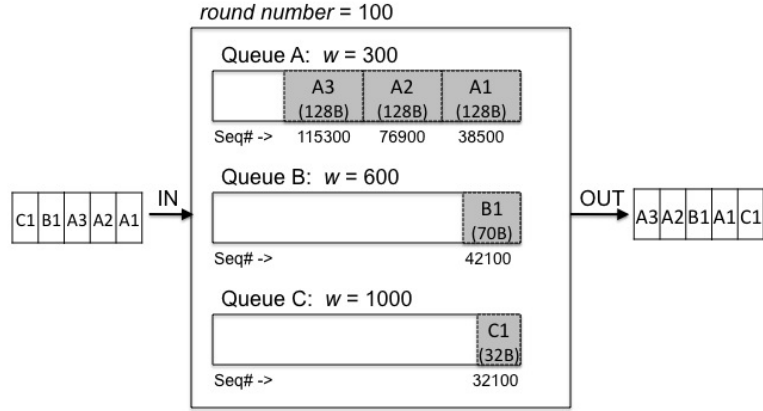 round number = 100
Queue A: w = 300
A3 A2 A1
(128B) (128B) (128B)
Seq# -> 115300 76900 38500
IN
C1 B1 A3 A2 A1
Queue B: w = 600
B1
(70B)
Seq# -> 42100
OUT
A3 A2 B1 A1 C1
Queue C: w = 1000
C1
(32B)
Seq# -> 32100